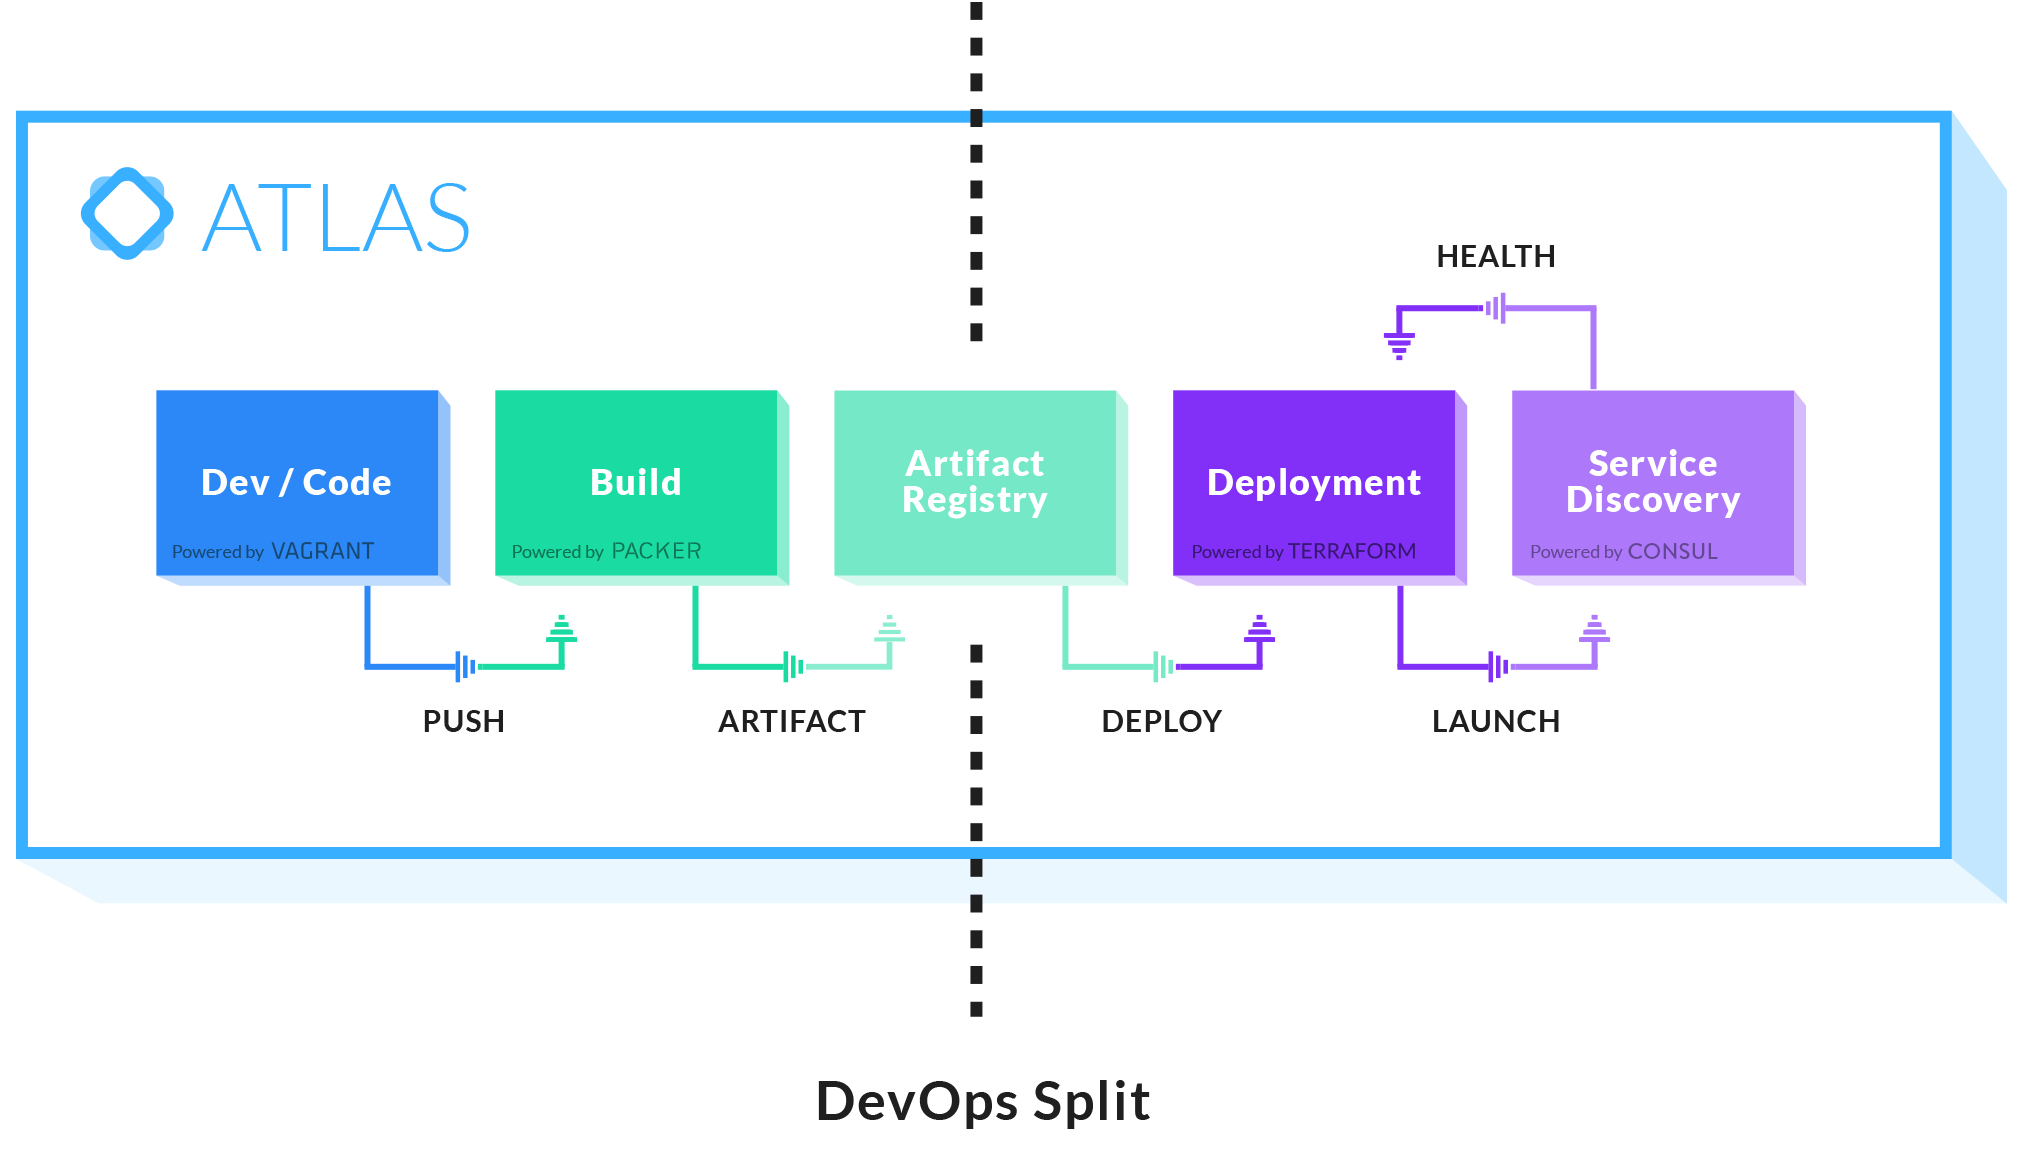 ATLAS
HEALTH
Dev / Code
Powered by VAGRANT
Build
Powered by PACKER
Artifact
Registry
Deployment
Powered by TERRAFORM
Service
Discovery
Powered by CONSUL
PUSH
ARTIFACT
DEPLOY
LAUNCH
DevOps Split